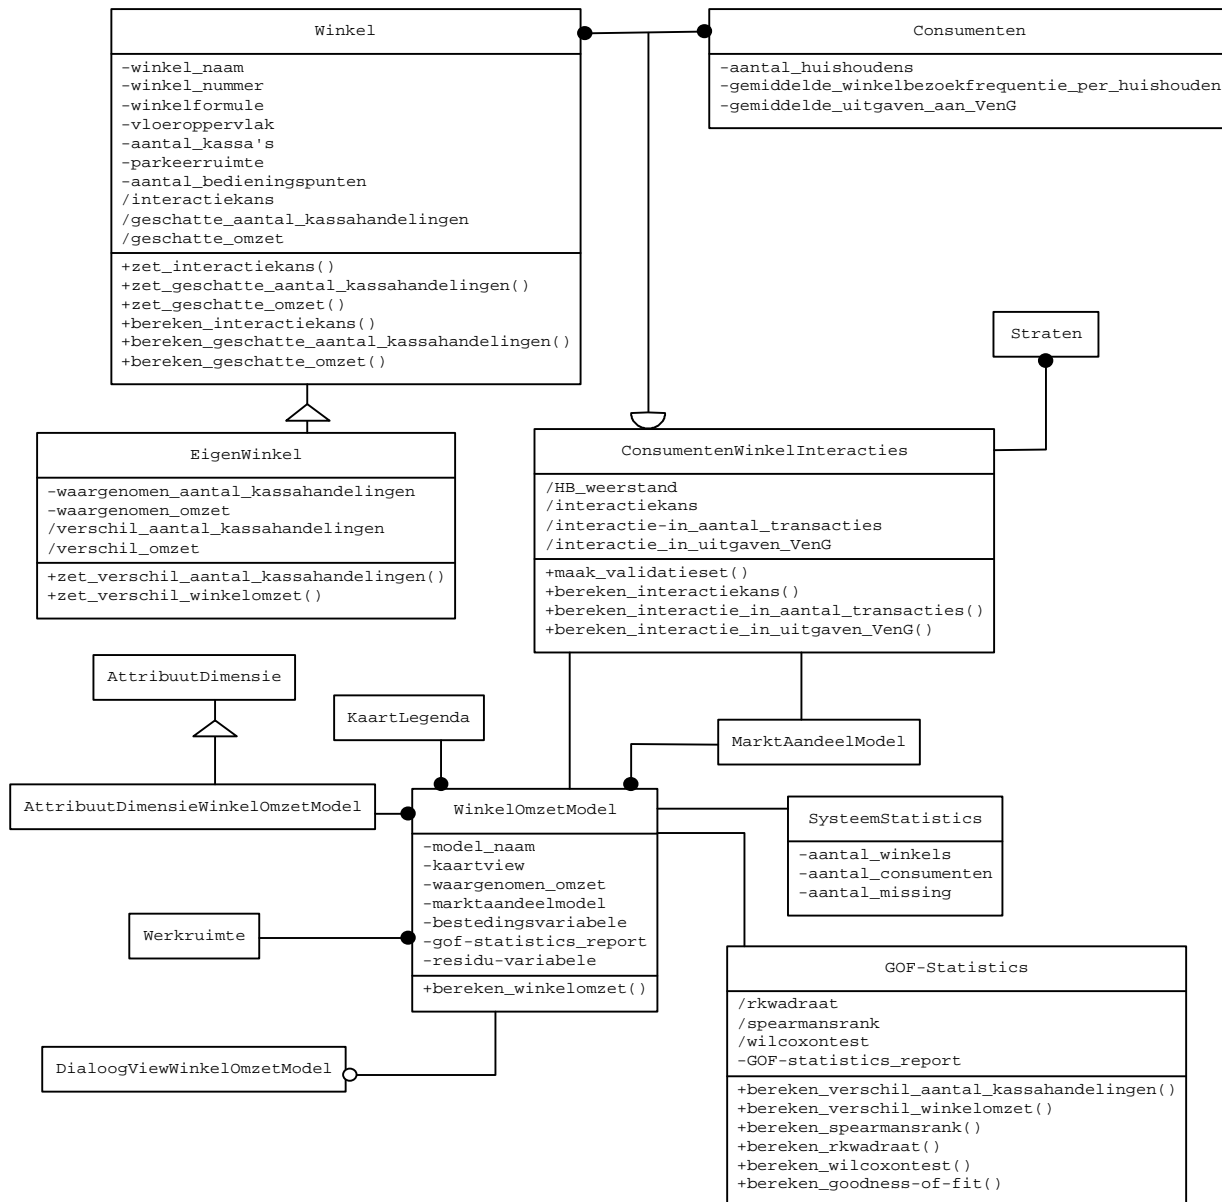 Winkel
-winkel_naam
-winkel_nummer
-winkelformule
-vloeroppervlak
-aantal_kassa's
-parkeerruimte
-aantal_bedieningspunten
/interactiekans
/geschatte_aantal_kassahandelingen
/geschatte_omzet
+zet_interactiekans()
+zet_geschatte_aantal_kassahandelingen()
+zet_geschatte_omzet()
+bereken_interactiekans()
+bereken_geschatte_aantal_kassahandelingen()
+bereken_geschatte_omzet()
Consumenten
-aantal_huishoudens
-gemiddelde_winkelbezoekfrequentie_per_huishouden
-gemiddelde_uitgaven_aan_VenG
Straten
EigenWinkel
-waargenomen_aantal_kassahandelingen
-waargenomen_omzet
/verschil_aantal_kassahandelingen
/verschil_omzet
+zet_verschil_aantal_kassahandelingen()
+zet_verschil_winkelomzet()
ConsumentenWinkelInteracties
/HB_weerstand
/interactiekans
/interactie-in_aantal_transacties
/interactie_in_uitgaven_VenG
+maak_validatieset()
+bereken_interactiekans()
+bereken_interactie_in_aantal_transacties()
+bereken_interactie_in_uitgaven_VenG()
AttribuutDimensie
KaartLegenda
MarktAandeelModel
AttribuutDimensieWinkelOmzetModel
WinkelOmzetModel
-model_naam
-kaartview
-waargenomen_omzet
-marktaandeelmodel
-bestedingsvariabele
-gof-statistics_report
-residu-variabele
+bereken_winkelomzet()
SysteemStatistics
-aantal_winkels
-aantal_consumenten
-aantal_missing
Werkruimte
GOF-Statistics
/rkwadraat
/spearmansrank
/wilcoxontest
-GOF-statistics_report
+bereken_verschil_aantal_kassahandelingen()
+bereken_verschil_winkelomzet()
+bereken_spearmansrank()
+bereken_rkwadraat()
+bereken_wilcoxontest()
+bereken_goodness-of-fit()
DialoogViewWinkelOmzetModel